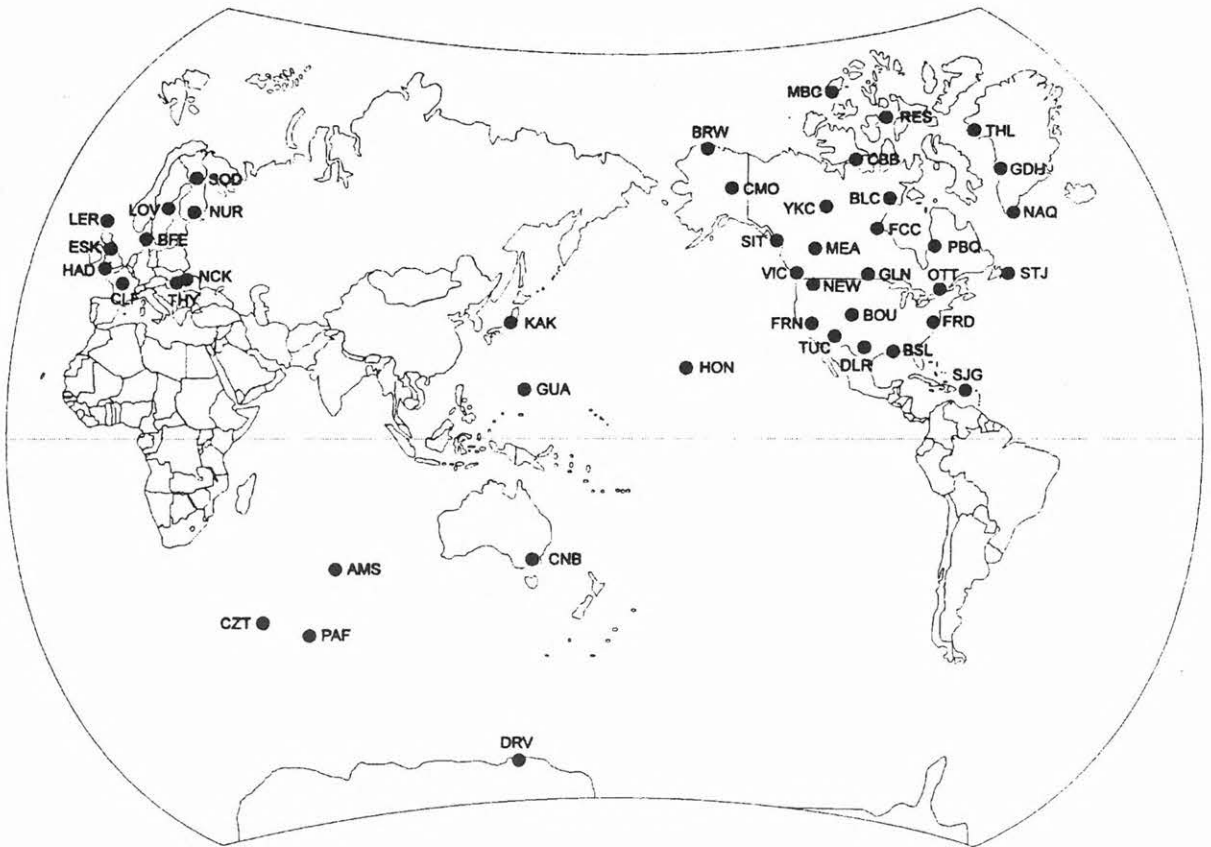 MBC
RES
THL
BRW
CBB
GDH
SOD
CMO
BLC
YKC
NAQ
LER
LOV
NUR
FCC
ESK
BFE
SIT
MEA
PBQ
HAD
NCK
VIC
GLN
OTT
STJ
CLF
THY
NEW
KAK
FRN
BOU
FRD
TUC
DLR
BSL
HON
GUA
SJG
CNB
AMS
CZT
PAF
DRV